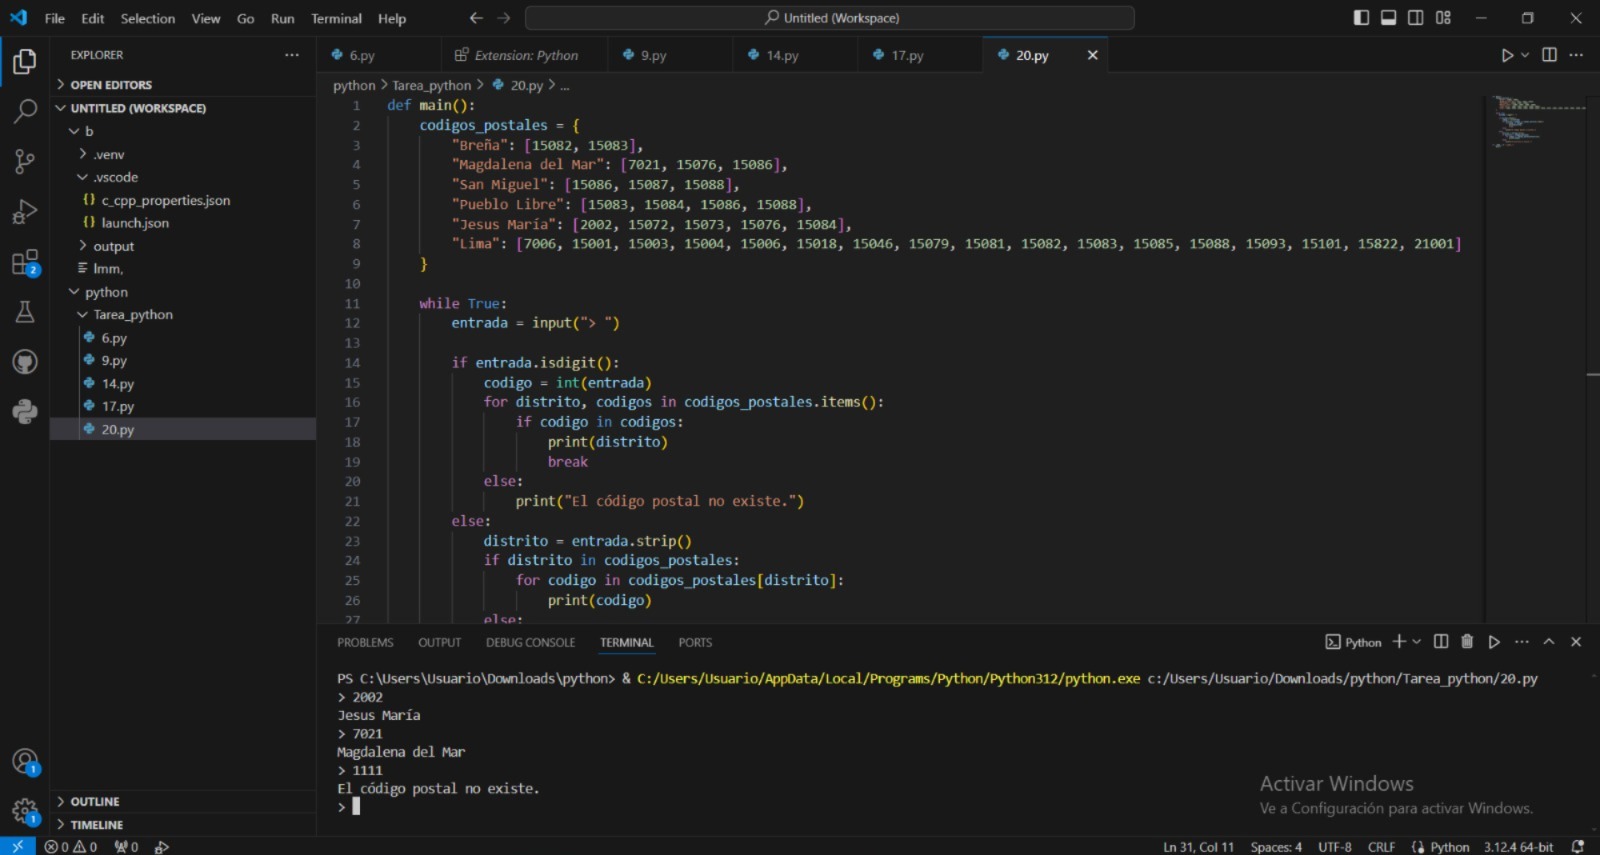 File Edit Selection View Go Run Terminal Help
Untitled (Workspace)
EXPLORER
OPEN EDITORS
UNTITLED (WORKSPACE)
b
.venv
.vscode
{} c_cpp_properties.json
{} launch.json
output
lmm,
python
Tarea_python
6.py
9.py
14.py
17.py
20.py
OUTLINE
TIMELINE
2
1
1
6.py Extension: Python 9.py 14.py 17.py 20.py
python > Tarea_python > 20.py > ...
1 def main():
2 codigos_postales = {
3 "Breña": [15082, 15083],
4 "Magdalena del Mar": [7021, 15076, 15086],
5 "San Miguel": [15086, 15087, 15088],
6 "Pueblo Libre": [15083, 15084, 15086, 15088],
7 "Jesus María": [2002, 15072, 15073, 15076, 15084],
8 "Lima": [7006, 15001, 15003, 15004, 15006, 15018, 15046, 15079, 15081, 15082, 15083, 15085, 15088, 15093, 15101, 15822, 21001]
9 }
10
11 while True:
12 entrada = input("> ")
13
14 if entrada.isdigit():
15 codigo = int(entrada)
16 for distrito, codigos in codigos_postales.items():
17 if codigo in codigos:
18 print(distrito)
19 break
20 else:
21 print("El código postal no existe.")
22 else:
23 distrito = entrada.strip()
24 if distrito in codigos_postales:
25 for codigo in codigos_postales[distrito]:
26 print(codigo)
27 else:
PROBLEMS OUTPUT DEBUG CONSOLE TERMINAL PORTS
Python
PS C:\Users\Usuario\Downloads\python> & C:/Users/Usuario/AppData/Local/Programs/Python/Python312/python.exe c:/Users/Usuario/Downloads/python/Tarea_python/20.py
> 2002
Jesus María
> 7021
Magdalena del Mar
> 1111
El código postal no existe.
>
Activar Windows
Ve a Configuración para activar Windows.
0 0 0
Ln 31, Col 11 Spaces: 4 UTF-8 CRLF Python 3.12.4 64-bit